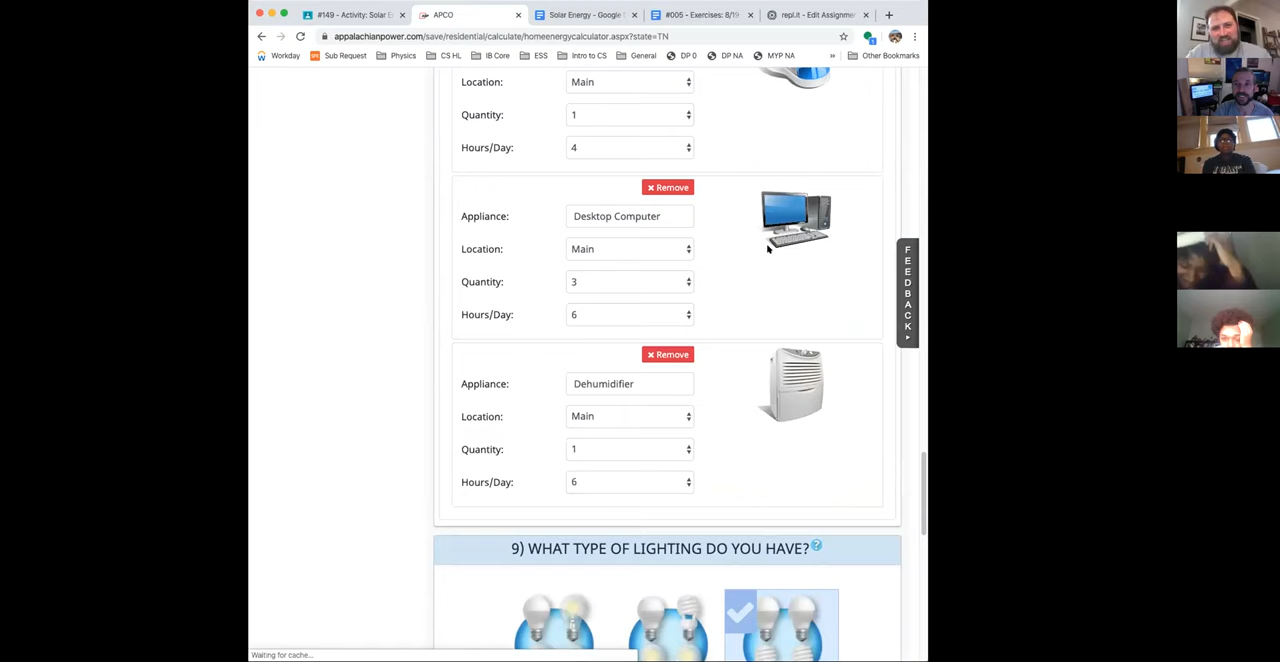 #149 - Activity: Solar E
APCO
Solar Energy - Google D
#005 - Exercises: 8/19
repl.it - Edit Assignmen
appalachianpower.com/save/residential/calculate/homeenergycalculator.aspx?state=TN
Workday
Sub Request
Physics
CS HL
IB Core
ESS
Intro to CS
General
DP 0
DP NA
MYP NA
»
Other Bookmarks
Location: Main
Quantity: 1
Hours/Day: 4
Remove
Appliance: Desktop Computer
Location: Main
Quantity: 3
Hours/Day: 6
Remove
Appliance: Dehumidifier
Location: Main
Quantity: 1
Hours/Day: 6
FEEDBACK
9) WHAT TYPE OF LIGHTING DO YOU HAVE?
Waiting for cache...